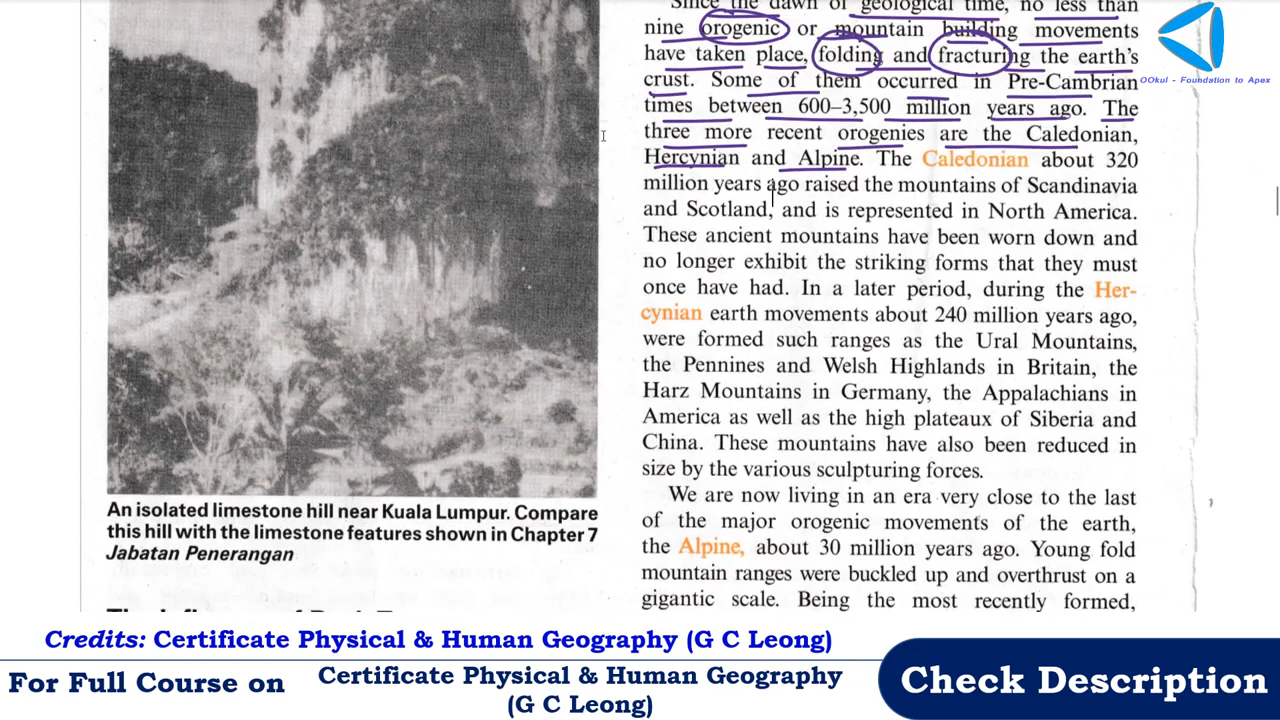 Since the dawn of geological time, no less than
nine orogenic or mountain building movements
have taken place, folding and fracturing the earth's
crust. Some of them occurred in Pre-Cambrian
times between 600–3,500 million years ago. The
three more recent orogenies are the Caledonian,
Hercynian and Alpine. The Caledonian about 320
million years ago raised the mountains of Scandinavia
and Scotland, and is represented in North America.
These ancient mountains have been worn down and
no longer exhibit the striking forms that they must
once have had. In a later period, during the Her-
cynian earth movements about 240 million years ago,
were formed such ranges as the Ural Mountains,
the Pennines and Welsh Highlands in Britain, the
Harz Mountains in Germany, the Appalachians in
America as well as the high plateaux of Siberia and
China. These mountains have also been reduced in
size by the various sculpturing forces.
We are now living in an era very close to the last
of the major orogenic movements of the earth,
the Alpine, about 30 million years ago. Young fold
mountain ranges were buckled up and overthrust on a
gigantic scale. Being the most recently formed,
OOkul - Foundation to Apex
An isolated limestone hill near Kuala Lumpur. Compare
this hill with the limestone features shown in Chapter 7
Jabatan Penerangan
Credits: Certificate Physical & Human Geography (G C Leong)
For Full Course on
Certificate Physical & Human Geography
(G C Leong)
Check Description